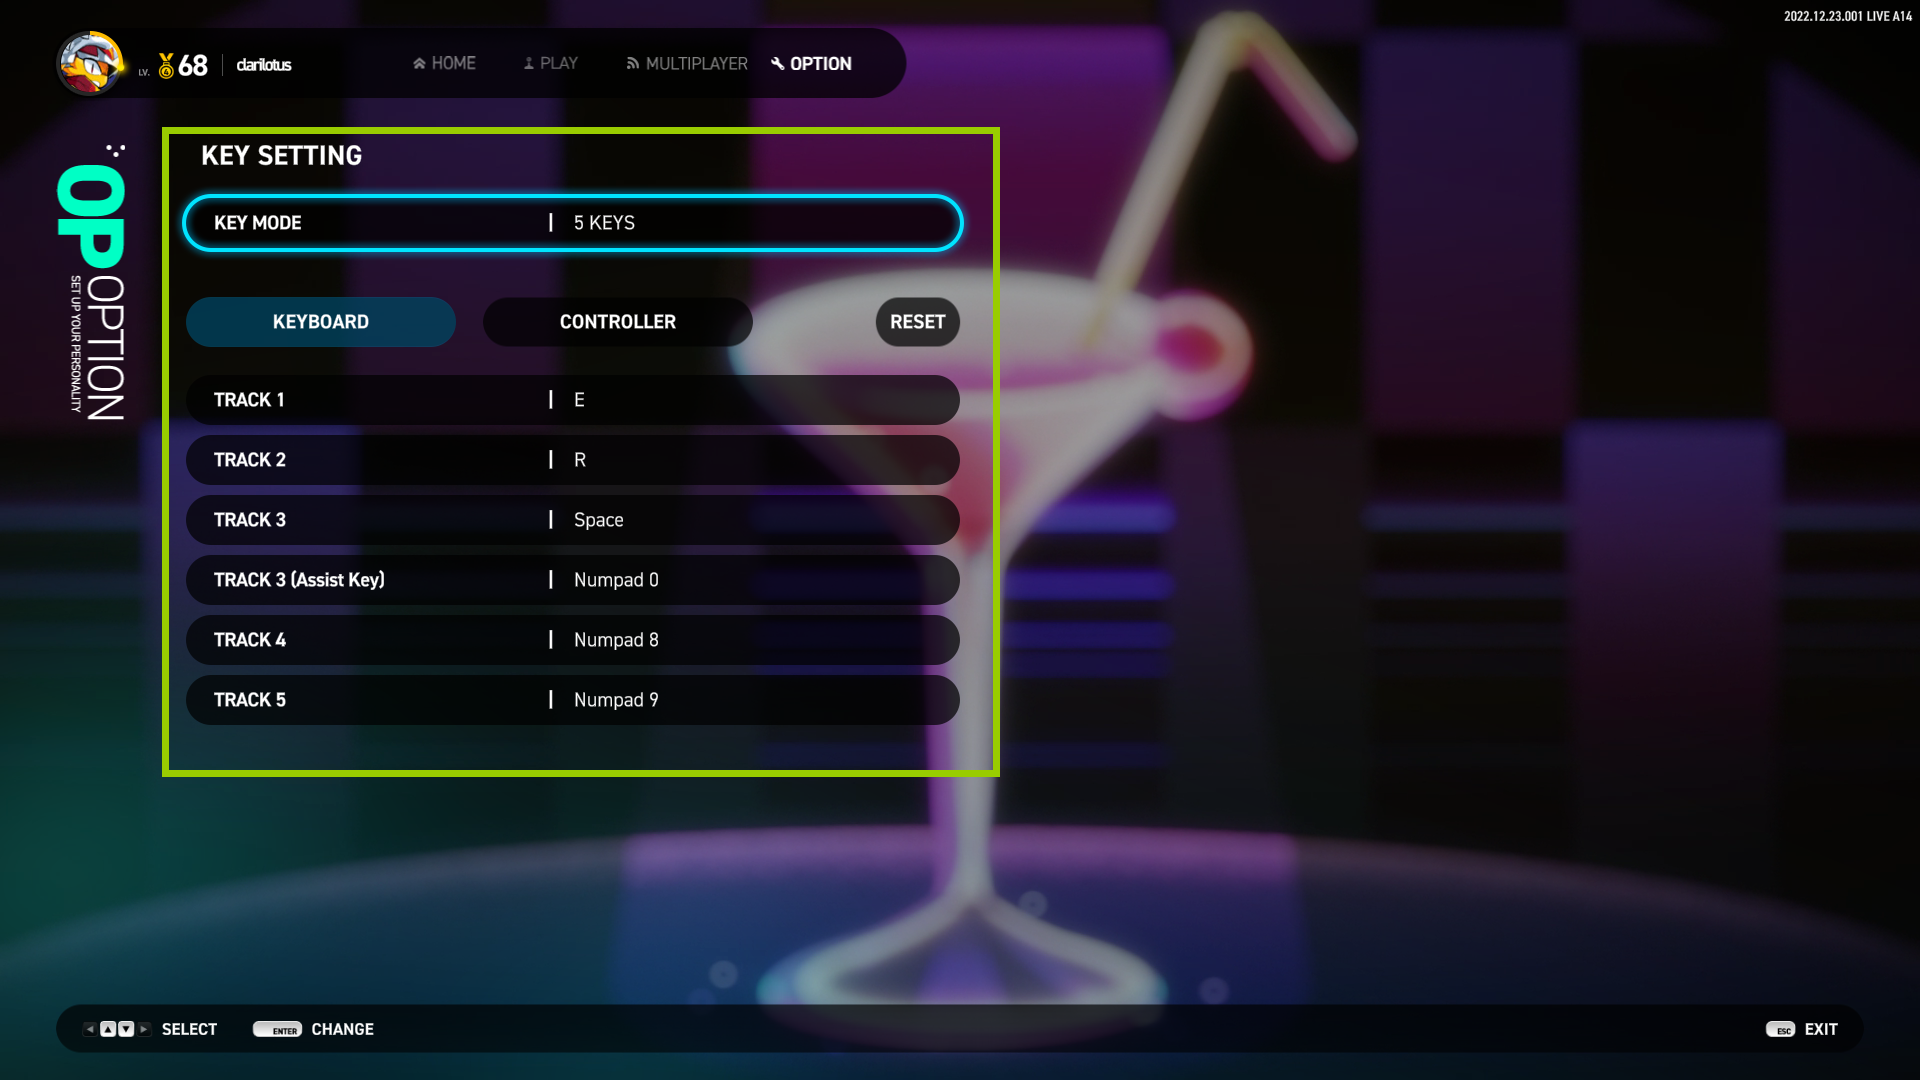 2022.12.23.001 LIVE A14
LV. 68 darilotus
HOME PLAY MULTIPLAYER OPTION
OP
OPTION
SET UP YOUR PERSONALITY
KEY SETTING
KEY MODE | 5 KEYS
KEYBOARD CONTROLLER RESET
TRACK 1 | E
TRACK 2 | R
TRACK 3 | Space
TRACK 3 (Assist Key) | Numpad 0
TRACK 4 | Numpad 8
TRACK 5 | Numpad 9
SELECT ENTER CHANGE ESC EXIT